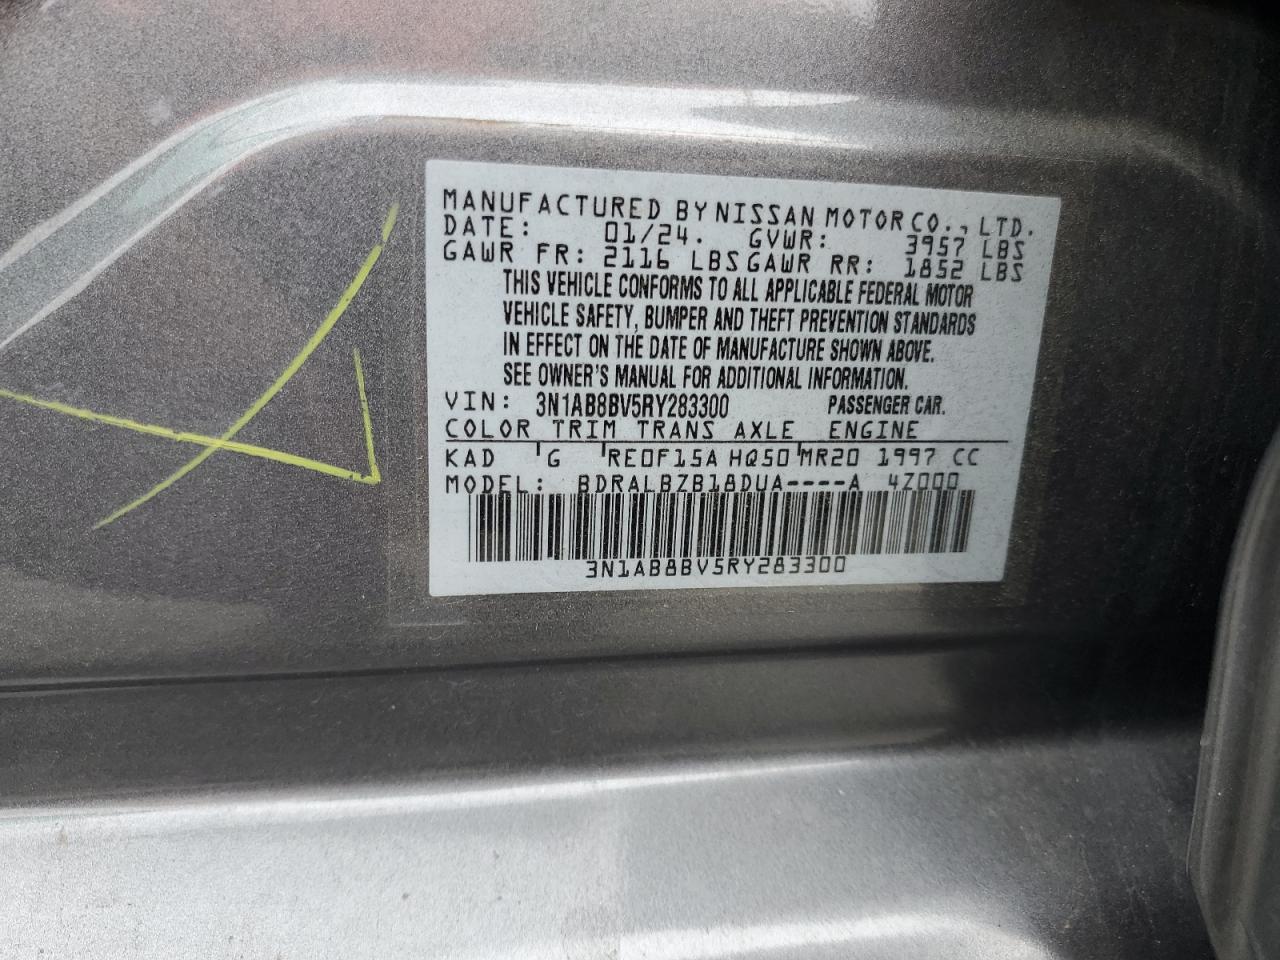 MANUFACTURED BY NISSAN MOTOR CO., LTD.
DATE: 01/24. GVWR: 3957 LBS
GAWR FR: 2116 LBS GAWR RR: 1852 LBS
THIS VEHICLE CONFORMS TO ALL APPLICABLE FEDERAL MOTOR
VEHICLE SAFETY, BUMPER AND THEFT PREVENTION STANDARDS
IN EFFECT ON THE DATE OF MANUFACTURE SHOWN ABOVE.
SEE OWNER'S MANUAL FOR ADDITIONAL INFORMATION.
VIN: 3N1AB8BV5RY283300 PASSENGER CAR.
COLOR TRIM TRANS AXLE ENGINE
KAD G RE0F15A HQ50 MR20 1997 CC
MODEL: BDRALBZB18DUA----A 4Z000
3N1AB8BV5RY283300